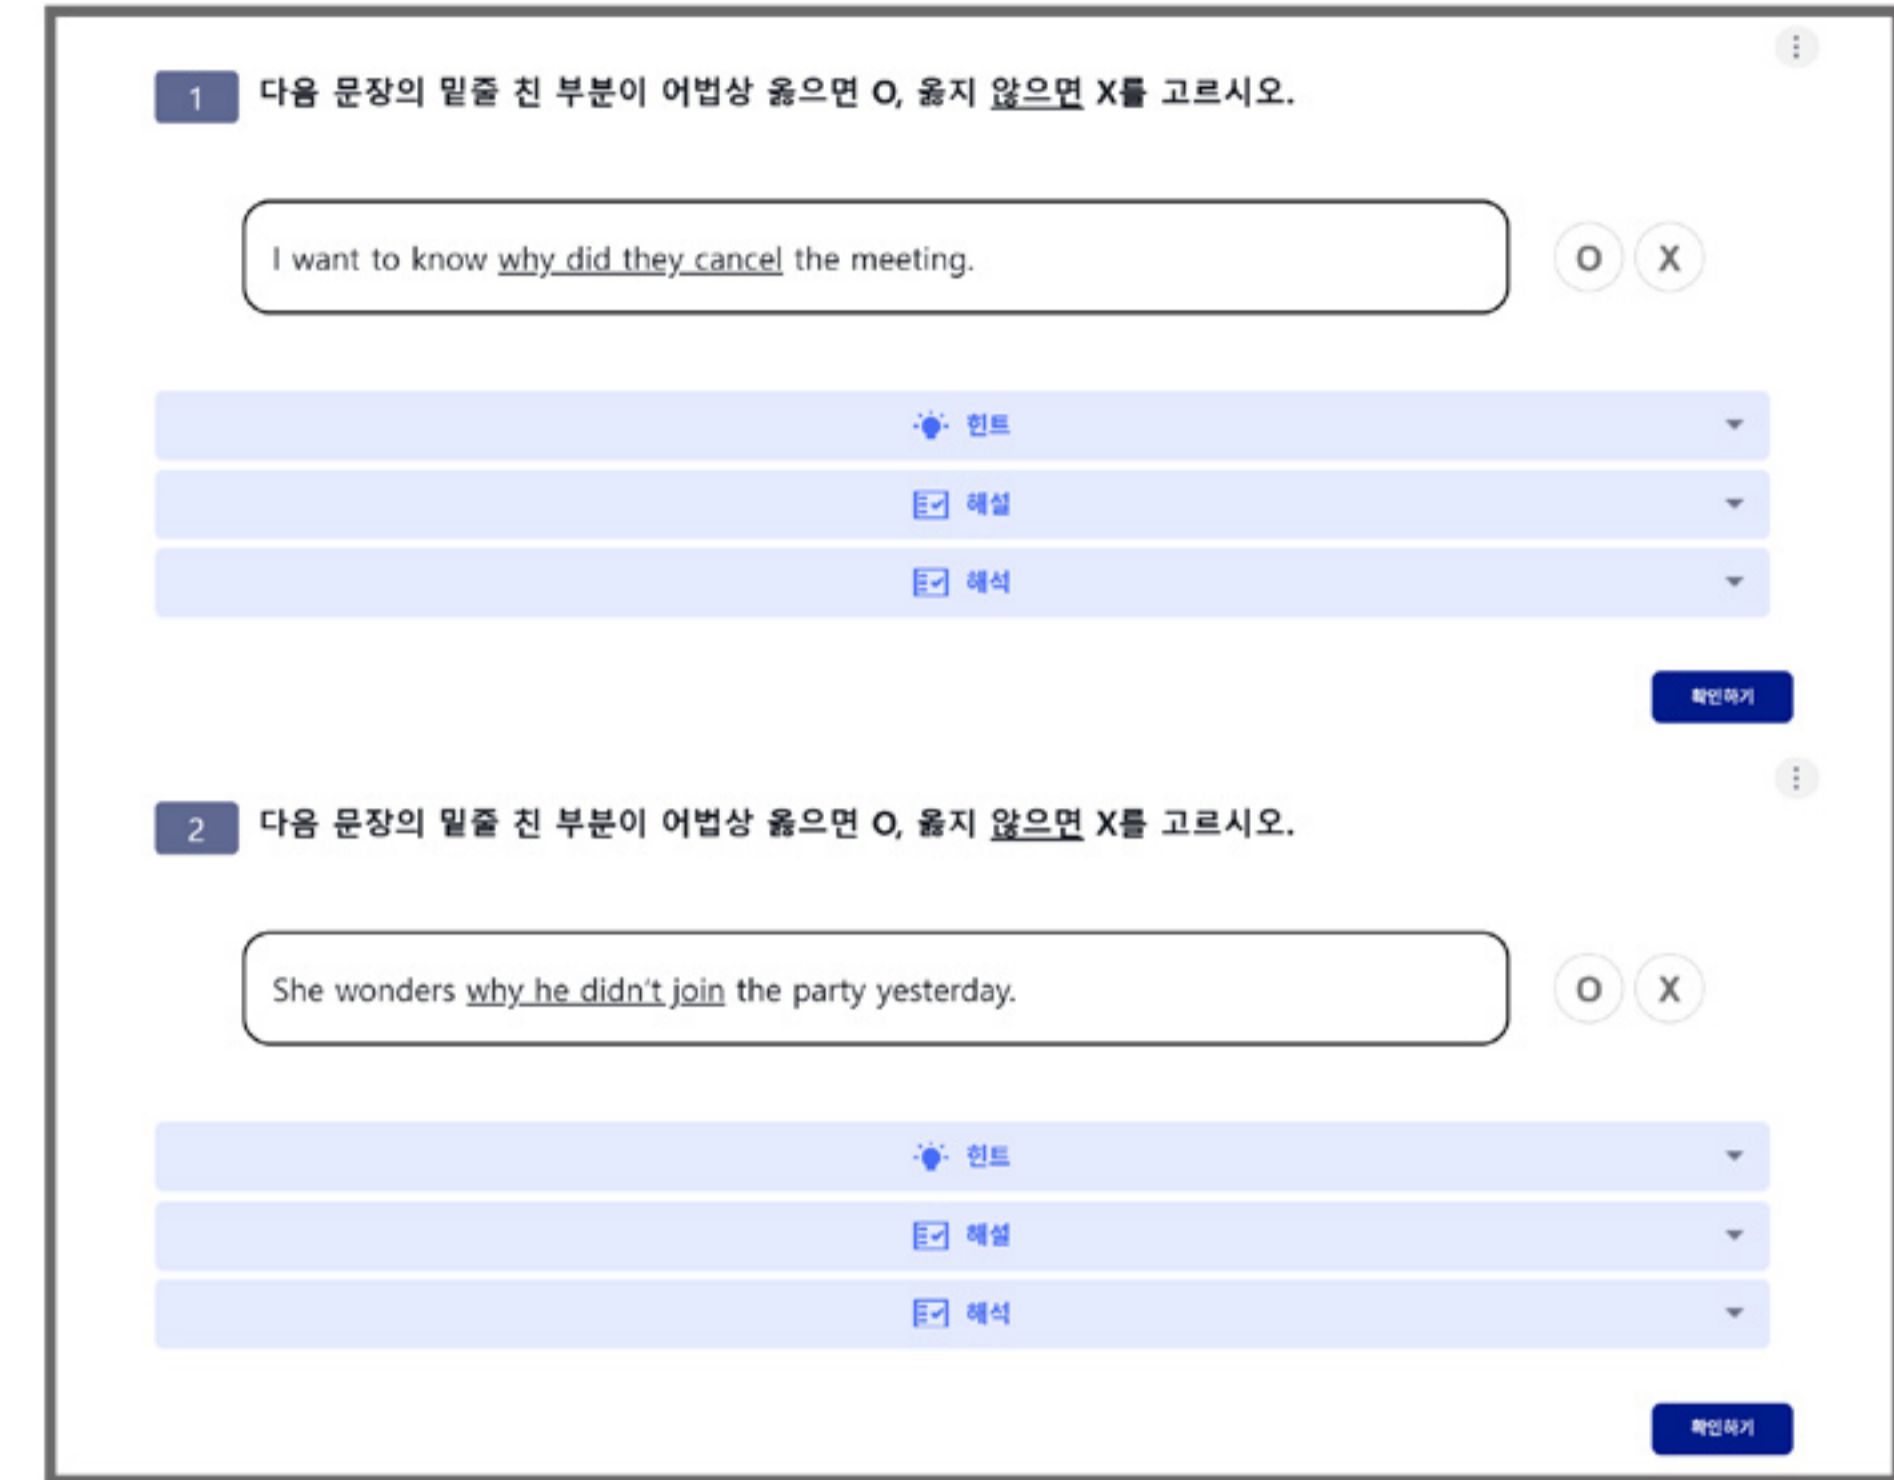 1 다음 문장의 밑줄 친 부분이 어법상 옳으면 O, 옳지 않으면 X를 고르시오.
I want to know why did they cancel the meeting. O X
힌트
해설
해석
확인하기
2 다음 문장의 밑줄 친 부분이 어법상 옳으면 O, 옳지 않으면 X를 고르시오.
She wonders why he didn't join the party yesterday. O X
힌트
해설
해석
확인하기